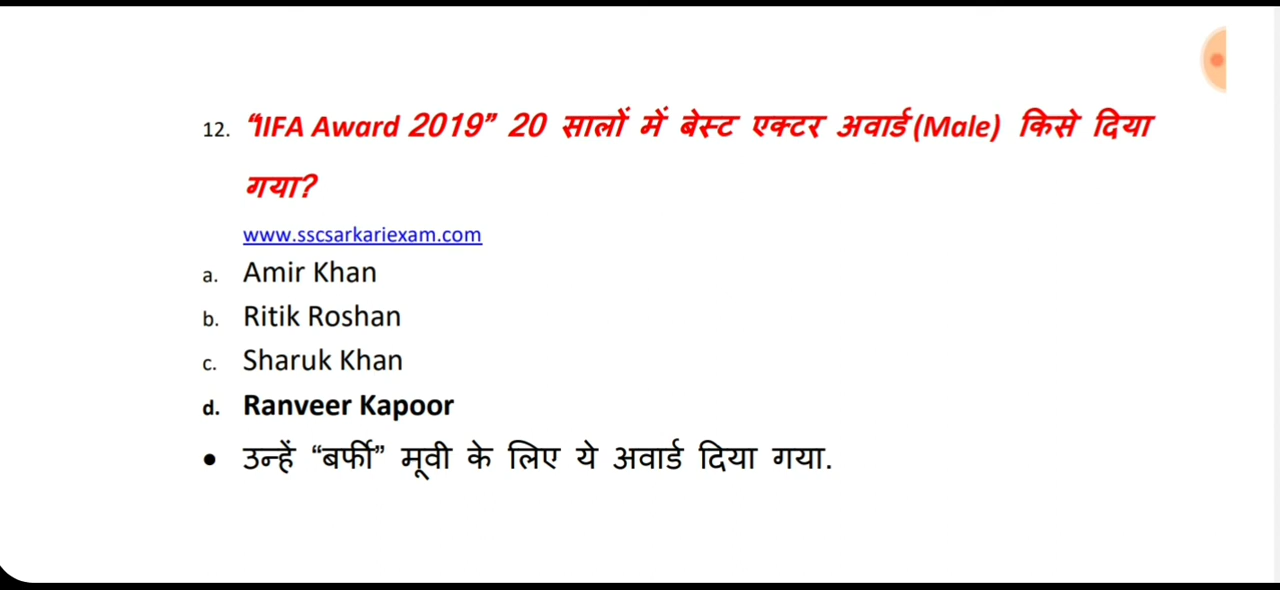 12. “IIFA Award 2019” 20 सालों में बेस्ट एक्टर अवार्ड(Male) किसे दिया
गया?
www.sscsarkariexam.com
a. Amir Khan
b. Ritik Roshan
c. Sharuk Khan
d. Ranveer Kapoor
• उन्हें “बर्फी” मूवी के लिए ये अवार्ड दिया गया.